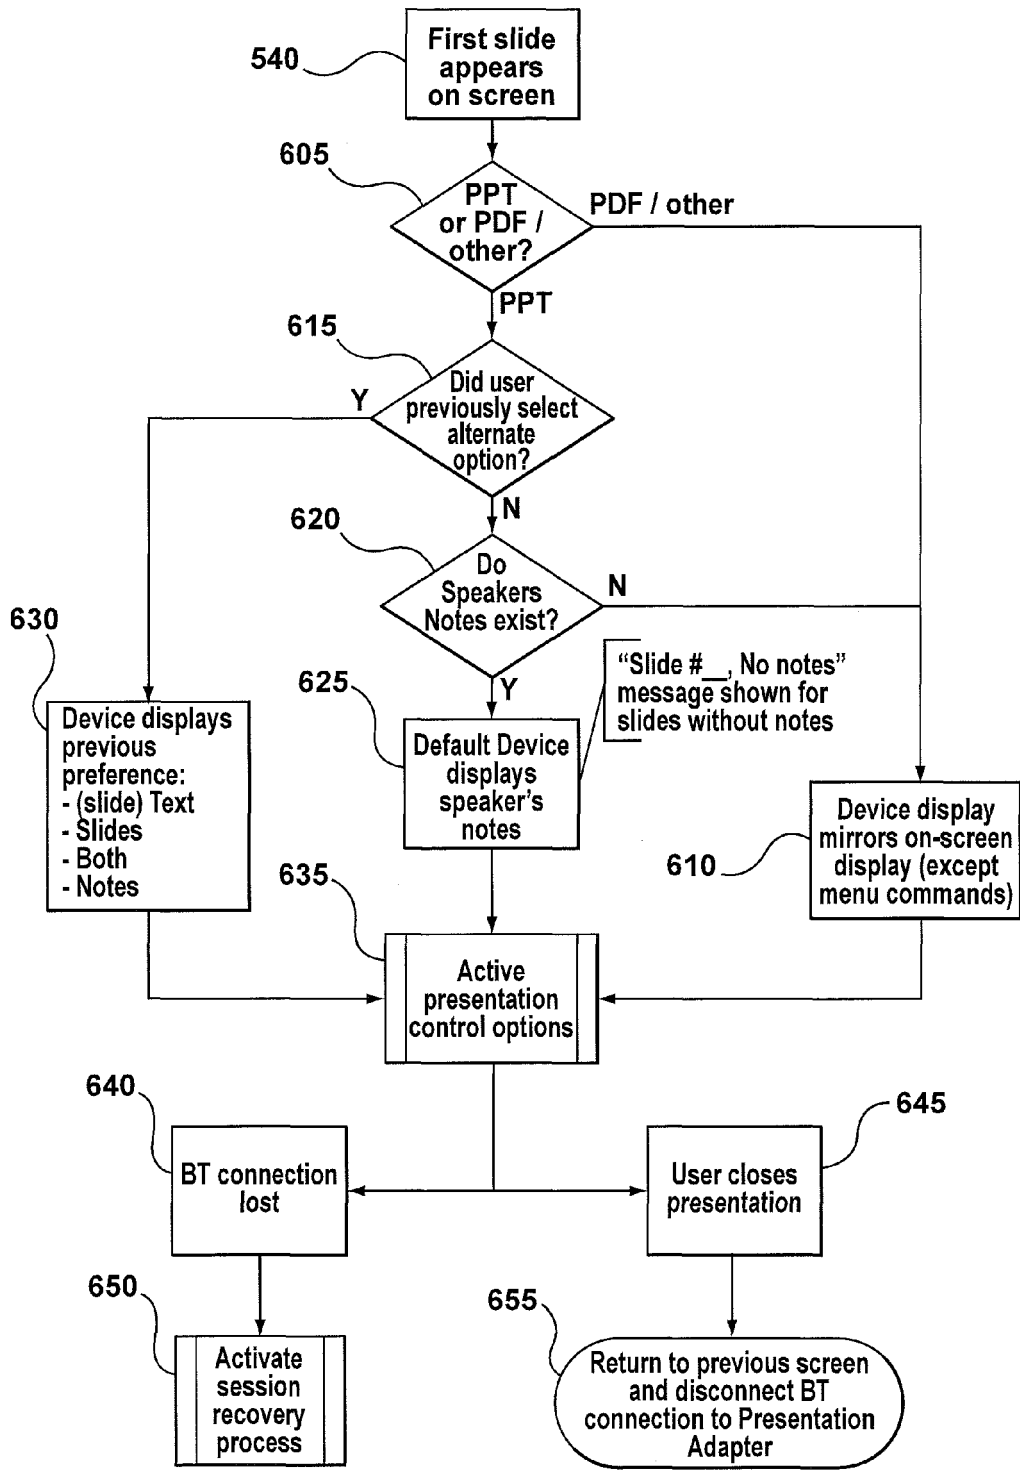 540
First slide
appears
on screen
605
PPT
or PDF /
other?
PDF / other
PPT
615
Did user
previously select
alternate
option?
Y
N
620
Do
Speakers
Notes exist?
N
Y
630
Device displays
previous
preference:
- (slide) Text
- Slides
- Both
- Notes
625
Default Device
displays
speaker's
notes
“Slide #__, No notes”
message shown for
slides without notes
610
Device display
mirrors on-screen
display (except
menu commands)
635
Active
presentation
control options
640
BT connection
lost
645
User closes
presentation
650
Activate
session
recovery
process
655
Return to previous screen
and disconnect BT
connection to Presentation
Adapter